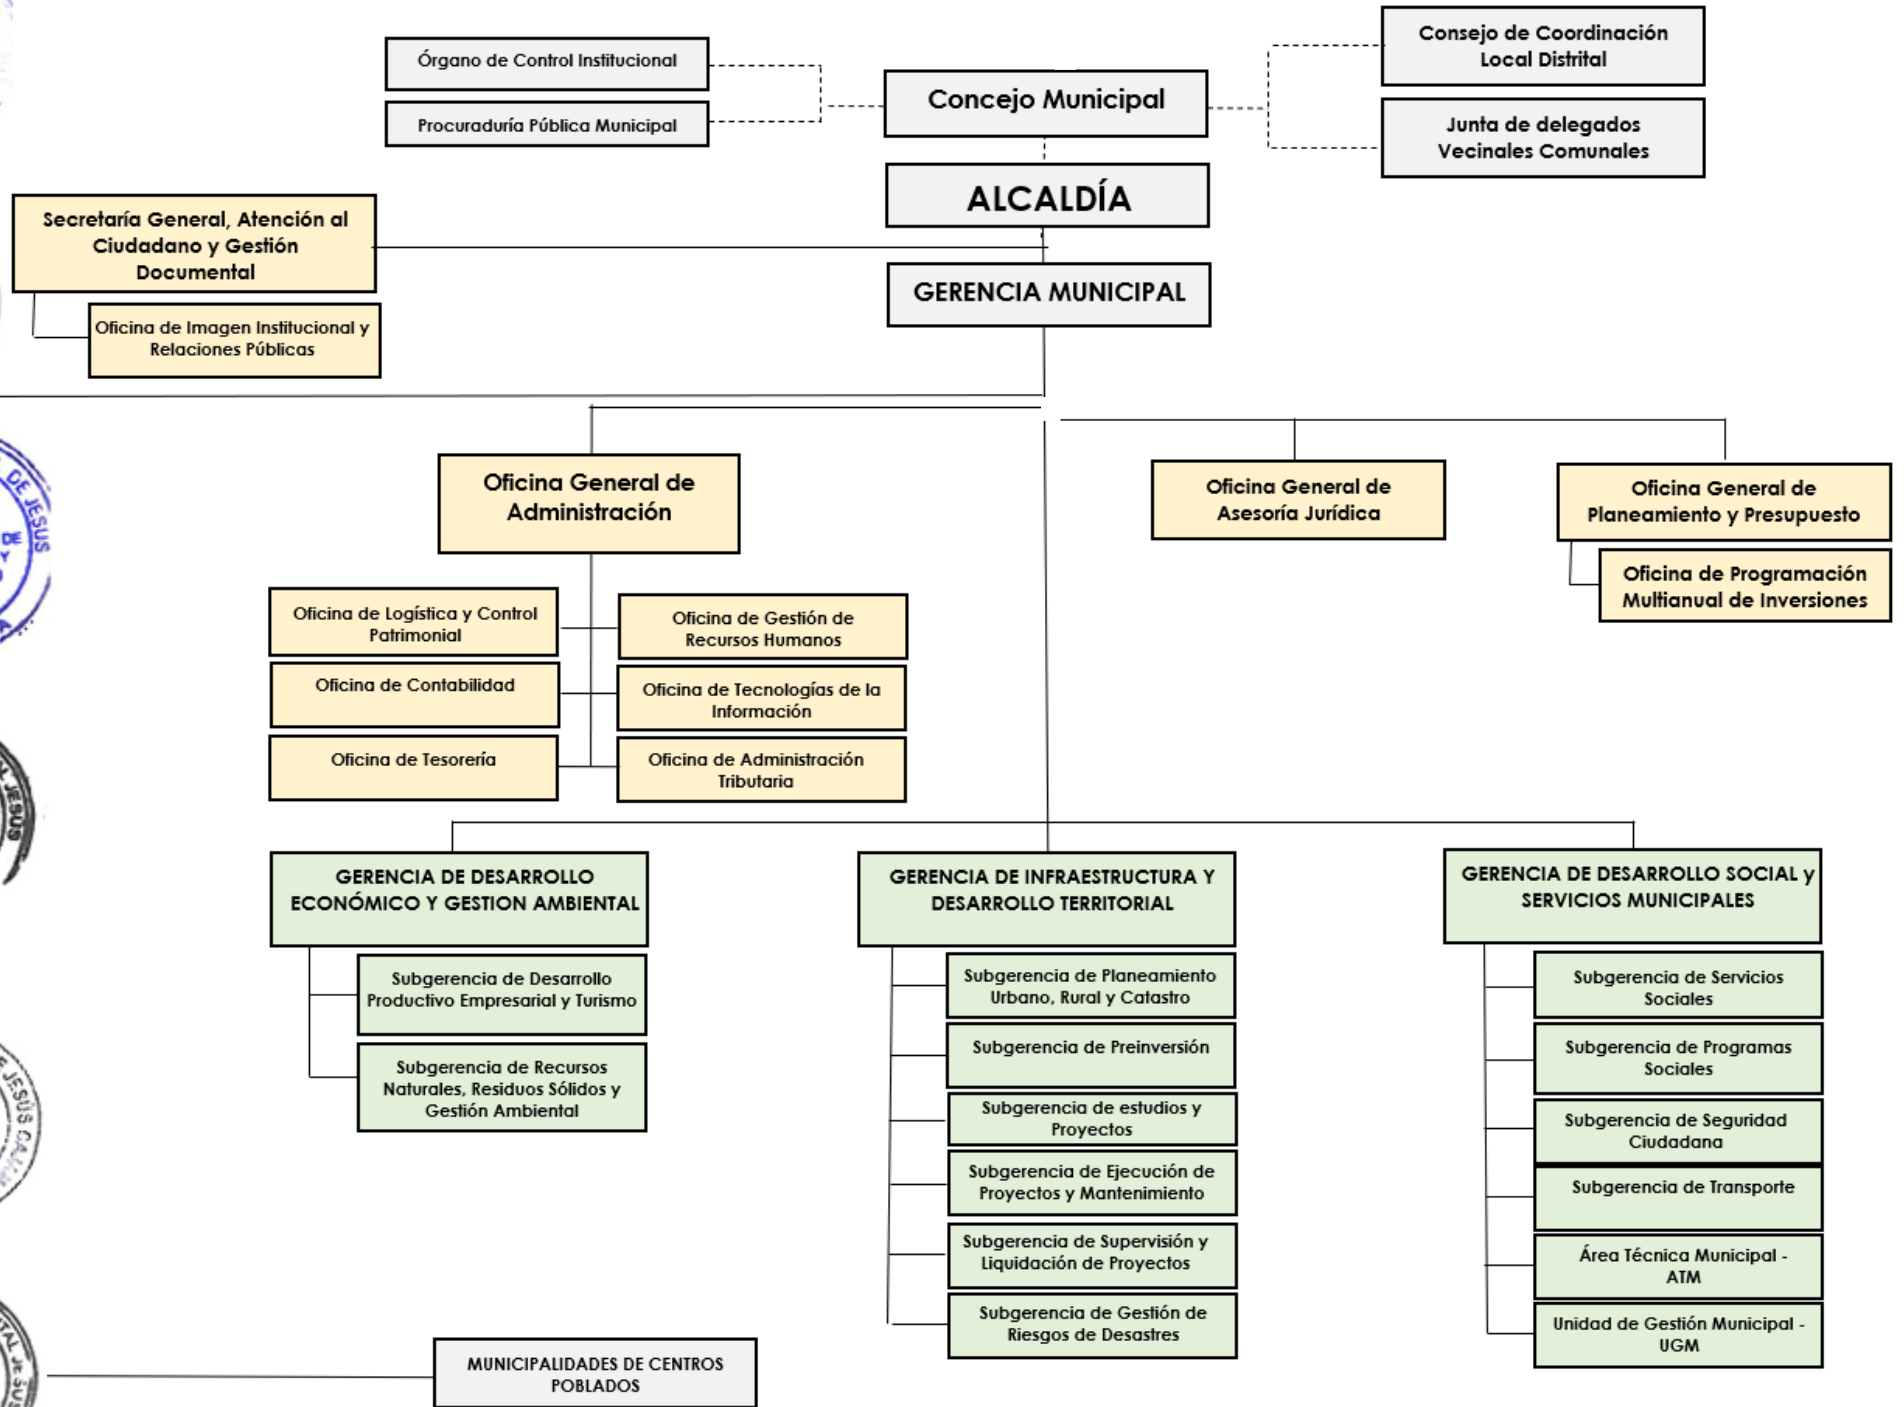 Consejo de Coordinación
Local Distrital
Órgano de Control Institucional
Concejo Municipal
Procuraduría Pública Municipal
Junta de delegados
Vecinales Comunales
ALCALDÍA
Secretaría General, Atención al
Ciudadano y Gestión
Documental
GERENCIA MUNICIPAL
Oficina de Imagen Institucional y
Relaciones Públicas
Oficina General de
Administración
Oficina General de
Asesoría Jurídica
Oficina General de
Planeamiento y Presupuesto
Oficina de Programación
Multianual de Inversiones
Oficina de Logística y Control
Patrimonial
Oficina de Gestión de
Recursos Humanos
Oficina de Contabilidad
Oficina de Tecnologías de la
Información
Oficina de Tesorería
Oficina de Administración
Tributaria
GERENCIA DE DESARROLLO
ECONÓMICO Y GESTION AMBIENTAL
Subgerencia de Desarrollo
Productivo Empresarial y Turismo
Subgerencia de Recursos
Naturales, Residuos Sólidos y
Gestión Ambiental
GERENCIA DE INFRAESTRUCTURA Y
DESARROLLO TERRITORIAL
Subgerencia de Planeamiento
Urbano, Rural y Catastro
Subgerencia de Preinversión
Subgerencia de estudios y
Proyectos
Subgerencia de Ejecución de
Proyectos y Mantenimiento
Subgerencia de Supervisión y
Liquidación de Proyectos
Subgerencia de Gestión de
Riesgos de Desastres
GERENCIA DE DESARROLLO SOCIAL y
SERVICIOS MUNICIPALES
Subgerencia de Servicios
Sociales
Subgerencia de Programas
Sociales
Subgerencia de Seguridad
Ciudadana
Subgerencia de Transporte
Área Técnica Municipal -
ATM
Unidad de Gestión Municipal -
UGM
MUNICIPALIDADES DE CENTROS
POBLADOS
DE JESUS
DE
Y
JESUS
JESÚS